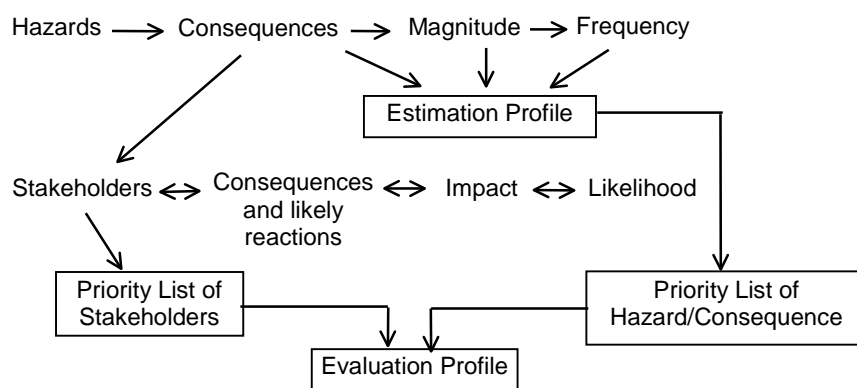 Hazards Consequences Magnitude Frequency
Estimation Profile
Stakeholders Consequences Impact Likelihood
and likely
reactions
Priority List of
Stakeholders
Priority List of
Hazard/Consequence
Evaluation Profile